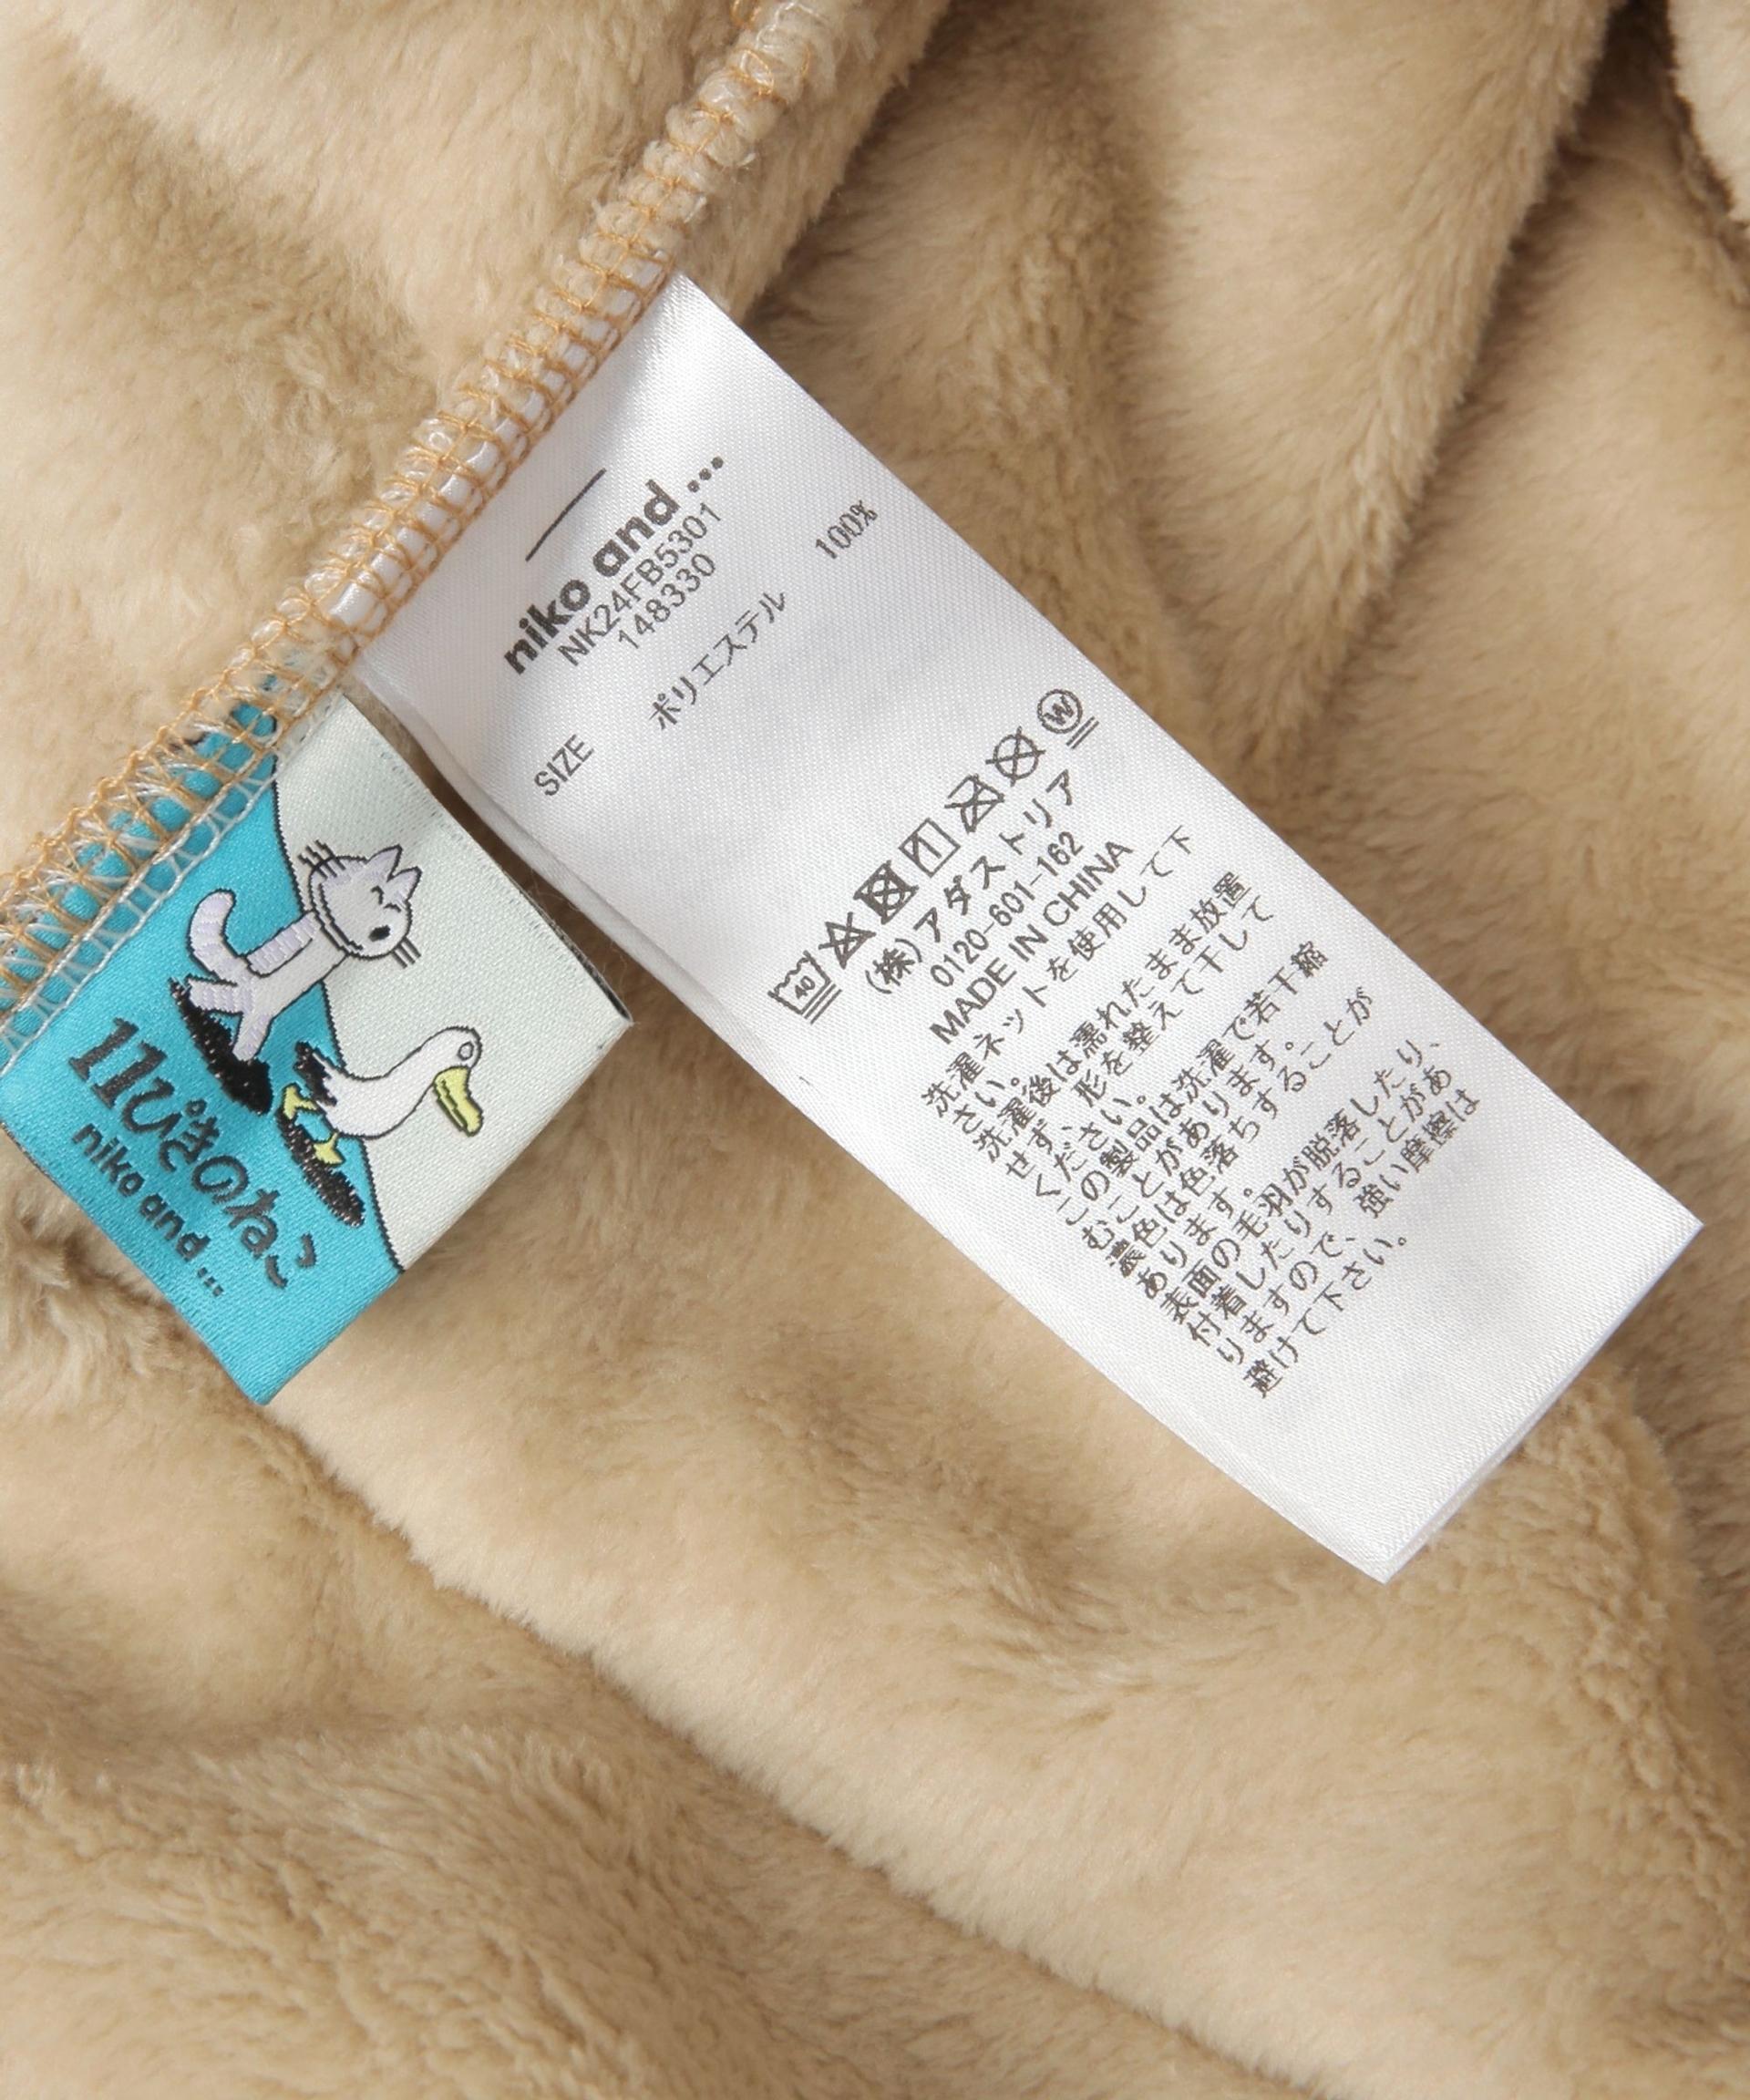 niko and ...
NK24FB5301
148330
ポリエステル 100%
SIZE
40
W
(株)アダストリア
0120-601-162
MADE IN CHINA
洗濯ネットを使用して下
さい。
洗濯後は濡れたまま放置
せず、形を整えて干して
ください。
この製品は洗濯で若干縮
むことがあります。
濃色は色落ちすることが
あります。
表面の毛羽が脱落したり、
付着したりすることがあ
りますので、強い摩擦は
避けて下さい。
11ぴきのねこ
niko and ...